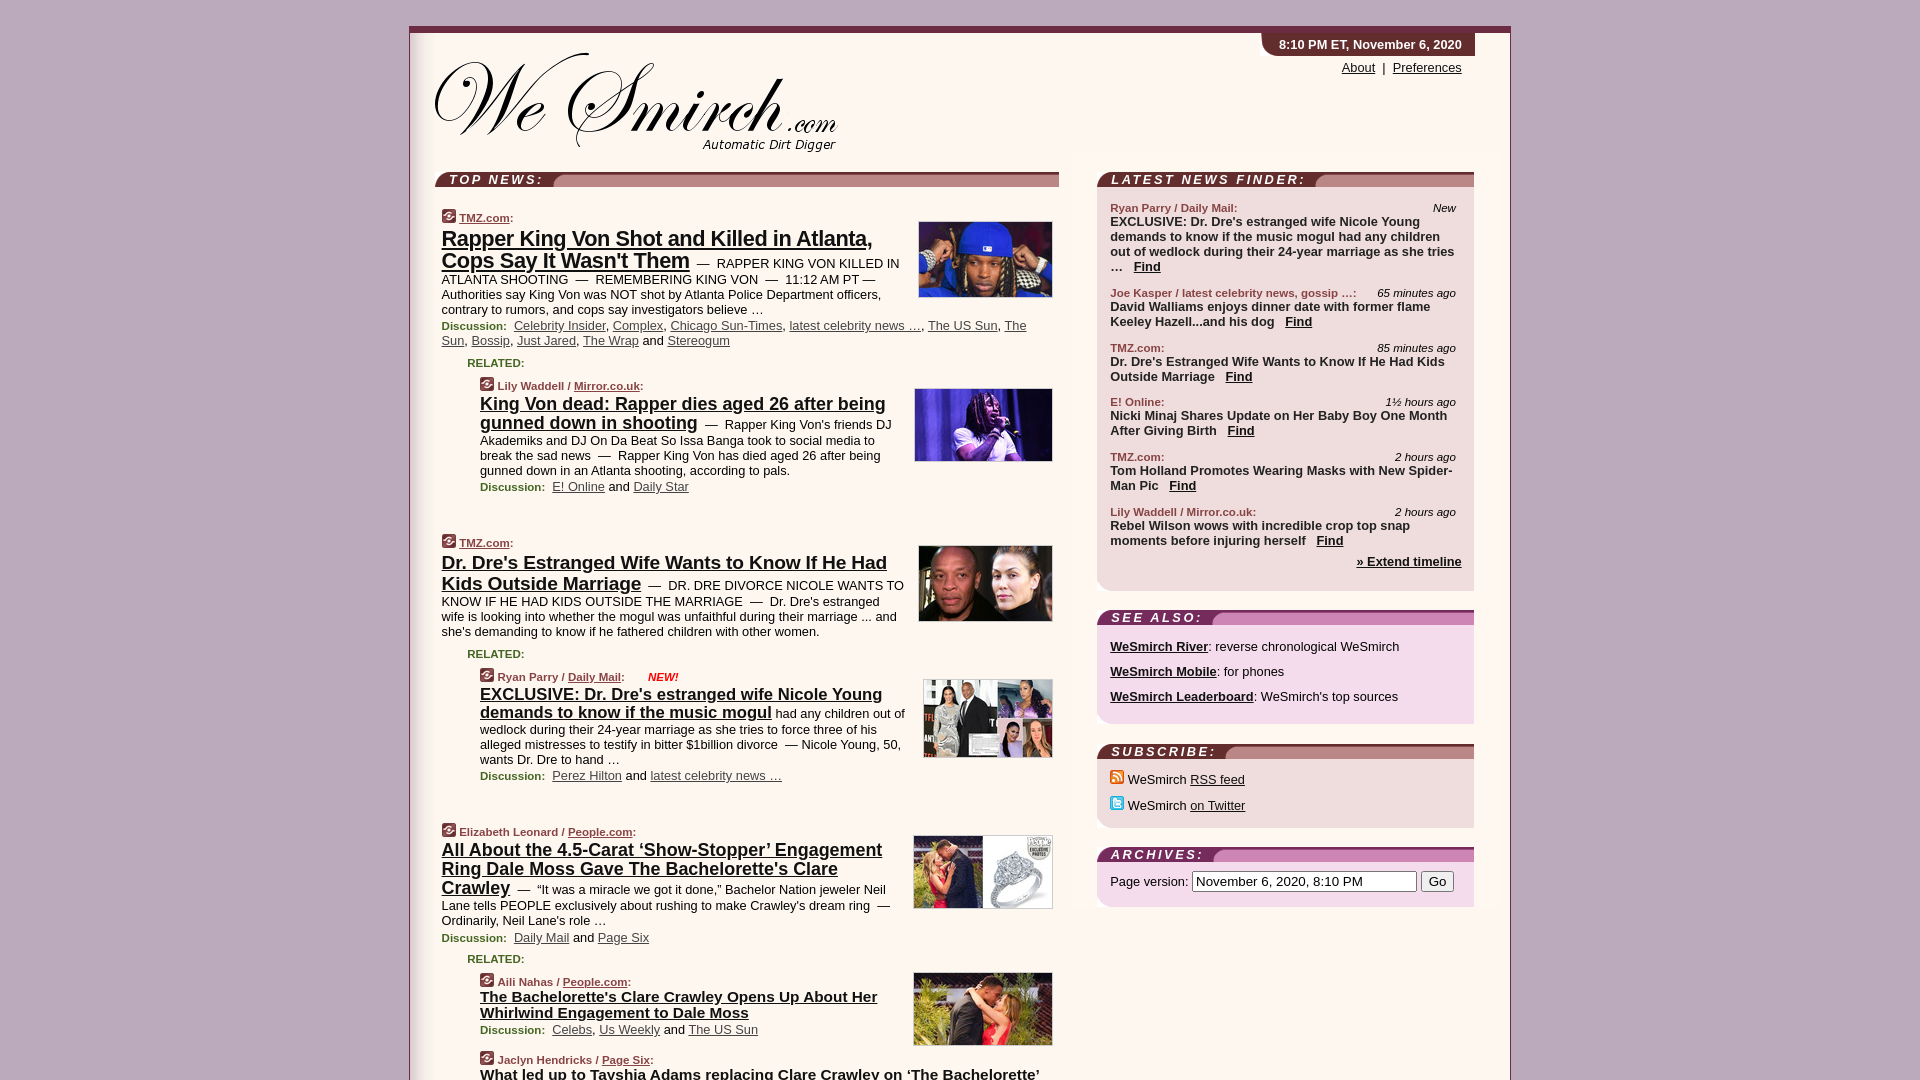 8:10 PM ET, November 6, 2020
About | Preferences
We Smirch .com
Automatic Dirt Digger
TOP NEWS:
TMZ.com:
Rapper King Von Shot and Killed in Atlanta,
Cops Say It Wasn't Them — RAPPER KING VON KILLED IN
ATLANTA SHOOTING — REMEMBERING KING VON — 11:12 AM PT —
Authorities say King Von was NOT shot by Atlanta Police Department officers,
contrary to rumors, and cops say investigators believe …
Discussion: Celebrity Insider, Complex, Chicago Sun-Times, latest celebrity news …, The US Sun, The
Sun, Bossip, Just Jared, The Wrap and Stereogum
RELATED:
Lily Waddell / Mirror.co.uk:
King Von dead: Rapper dies aged 26 after being
gunned down in shooting — Rapper King Von's friends DJ
Akademiks and DJ On Da Beat So Issa Banga took to social media to
break the sad news — Rapper King Von has died aged 26 after being
gunned down in an Atlanta shooting, according to pals.
Discussion: E! Online and Daily Star
TMZ.com:
Dr. Dre's Estranged Wife Wants to Know If He Had
Kids Outside Marriage — DR. DRE DIVORCE NICOLE WANTS TO
KNOW IF HE HAD KIDS OUTSIDE THE MARRIAGE — Dr. Dre's estranged
wife is looking into whether the mogul was unfaithful during their marriage ... and
she's demanding to know if he fathered children with other women.
RELATED:
Ryan Parry / Daily Mail: NEW!
EXCLUSIVE: Dr. Dre's estranged wife Nicole Young
demands to know if the music mogul had any children out of
wedlock during their 24-year marriage as she tries to force three of his
alleged mistresses to testify in bitter $1billion divorce — Nicole Young, 50,
wants Dr. Dre to hand …
Discussion: Perez Hilton and latest celebrity news …
Elizabeth Leonard / People.com:
All About the 4.5-Carat ‘Show-Stopper’ Engagement
Ring Dale Moss Gave The Bachelorette's Clare
Crawley — “It was a miracle we got it done,” Bachelor Nation jeweler Neil
Lane tells PEOPLE exclusively about rushing to make Crawley's dream ring —
Ordinarily, Neil Lane's role …
Discussion: Daily Mail and Page Six
RELATED:
Aili Nahas / People.com:
The Bachelorette's Clare Crawley Opens Up About Her
Whirlwind Engagement to Dale Moss
Discussion: Celebs, Us Weekly and The US Sun
Jaclyn Hendricks / Page Six:
What led up to Tayshia Adams replacing Clare Crawley on ‘The Bachelorette’
LATEST NEWS FINDER:
Ryan Parry / Daily Mail: New
EXCLUSIVE: Dr. Dre's estranged wife Nicole Young
demands to know if the music mogul had any children
out of wedlock during their 24-year marriage as she tries
… Find
Joe Kasper / latest celebrity news, gossip …: 65 minutes ago
David Walliams enjoys dinner date with former flame
Keeley Hazell...and his dog Find
TMZ.com: 85 minutes ago
Dr. Dre's Estranged Wife Wants to Know If He Had Kids
Outside Marriage Find
E! Online: 1½ hours ago
Nicki Minaj Shares Update on Her Baby Boy One Month
After Giving Birth Find
TMZ.com: 2 hours ago
Tom Holland Promotes Wearing Masks with New Spider-
Man Pic Find
Lily Waddell / Mirror.co.uk: 2 hours ago
Rebel Wilson wows with incredible crop top snap
moments before injuring herself Find
» Extend timeline
SEE ALSO:
WeSmirch River: reverse chronological WeSmirch
WeSmirch Mobile: for phones
WeSmirch Leaderboard: WeSmirch's top sources
SUBSCRIBE:
WeSmirch RSS feed
WeSmirch on Twitter
ARCHIVES:
Page version: November 6, 2020, 8:10 PM Go